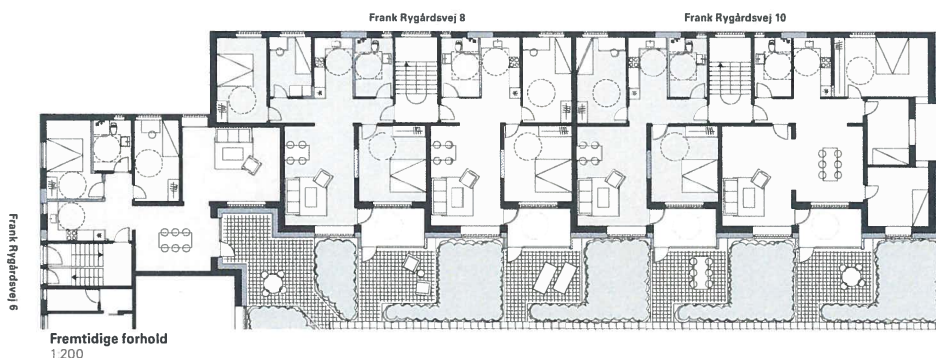 Frank Rygårdsvej 8
Frank Rygårdsvej 10
Frank Rygårdsvej 6
Fremtidige forhold
1:200